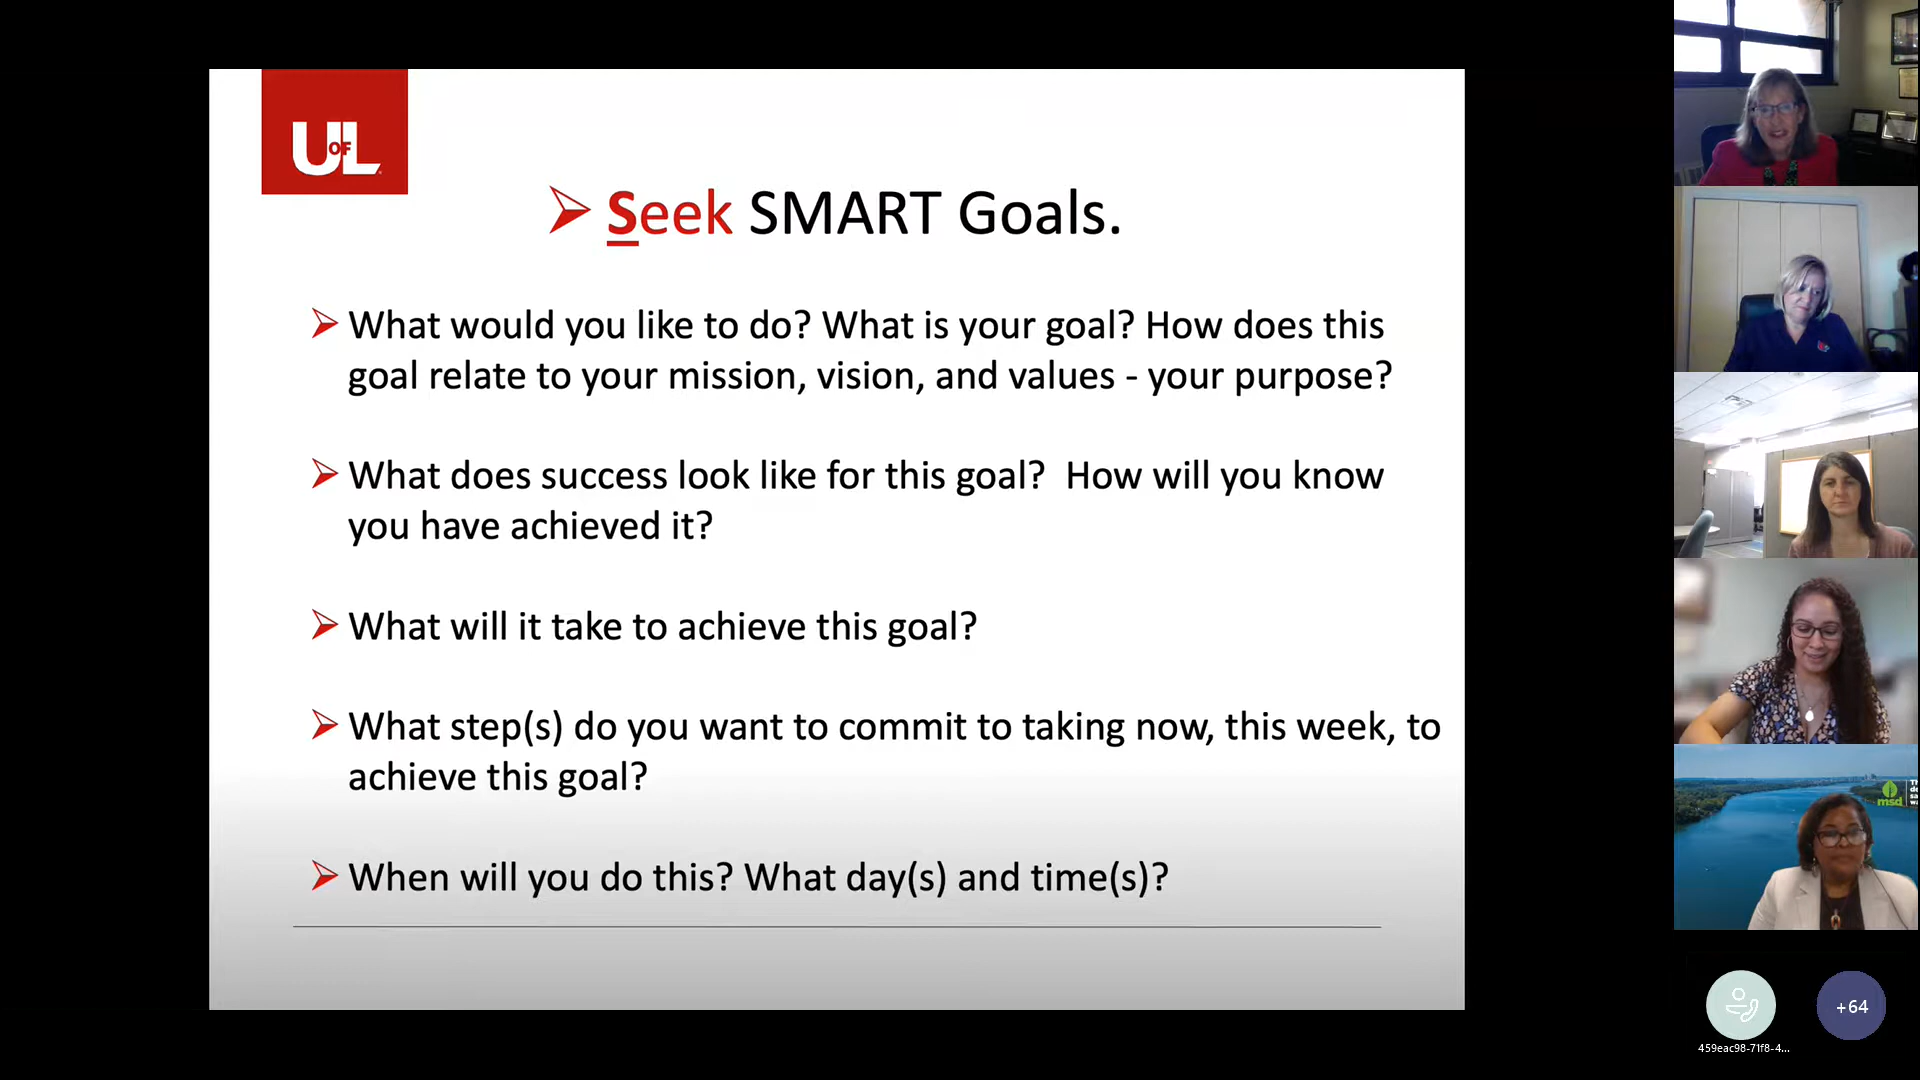 UOFL
➢ Seek SMART Goals.
➢ What would you like to do? What is your goal? How does this
goal relate to your mission, vision, and values - your purpose?
➢ What does success look like for this goal?  How will you know
you have achieved it?
➢ What will it take to achieve this goal?
➢ What step(s) do you want to commit to taking now, this week, to
achieve this goal?
➢ When will you do this? What day(s) and time(s)?
msd
+64
459eac98-71f8-4...